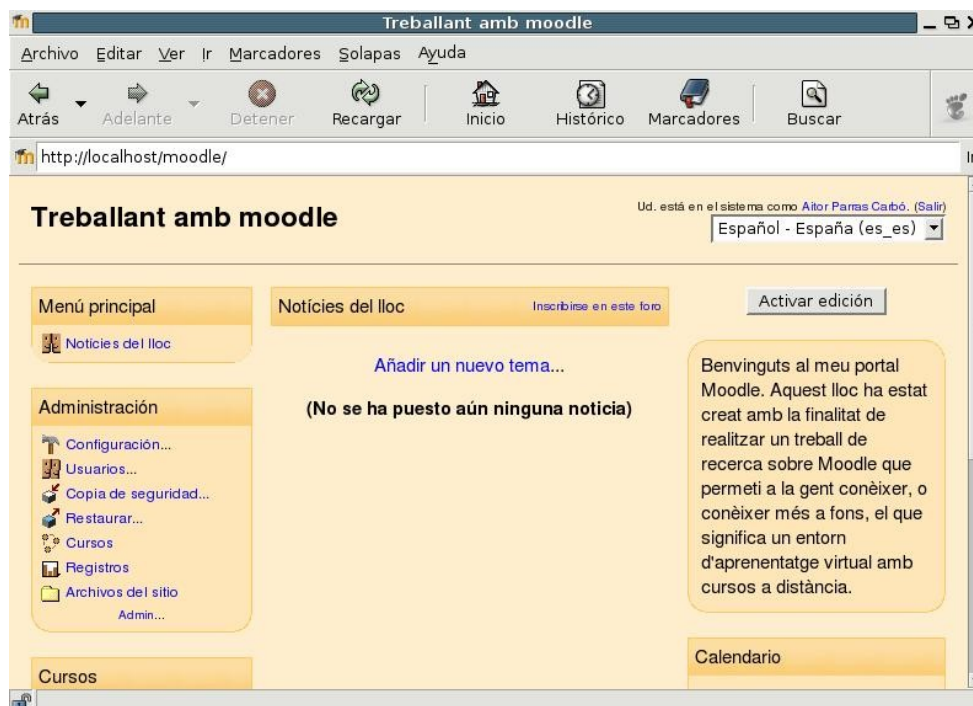 Treballant amb moodle
Archivo Editar Ver Ir Marcadores Solapas Ayuda
Atrás Adelante Detener Recargar Inicio Histórico Marcadores Buscar
http://localhost/moodle/
Treballant amb moodle
Ud. está en el sistema como Aitor Parras Carbó. (Salir)
Español - España (es_es)
Menú principal
Notícies del lloc
Administración
Configuración...
Usuarios...
Copia de seguridad...
Restaurar...
Cursos
Registros
Archivos del sitio
Admin...
Cursos
Notícies del lloc Inscribirse en este foro
Añadir un nuevo tema...
(No se ha puesto aún ninguna noticia)
Activar edición
Benvinguts al meu portal
Moodle. Aquest lloc ha estat
creat amb la finalitat de
realitzar un treball de
recerca sobre Moodle que
permeti a la gent conèixer, o
conèixer més a fons, el que
significa un entorn
d'aprenentatge virtual amb
cursos a distància.
Calendario